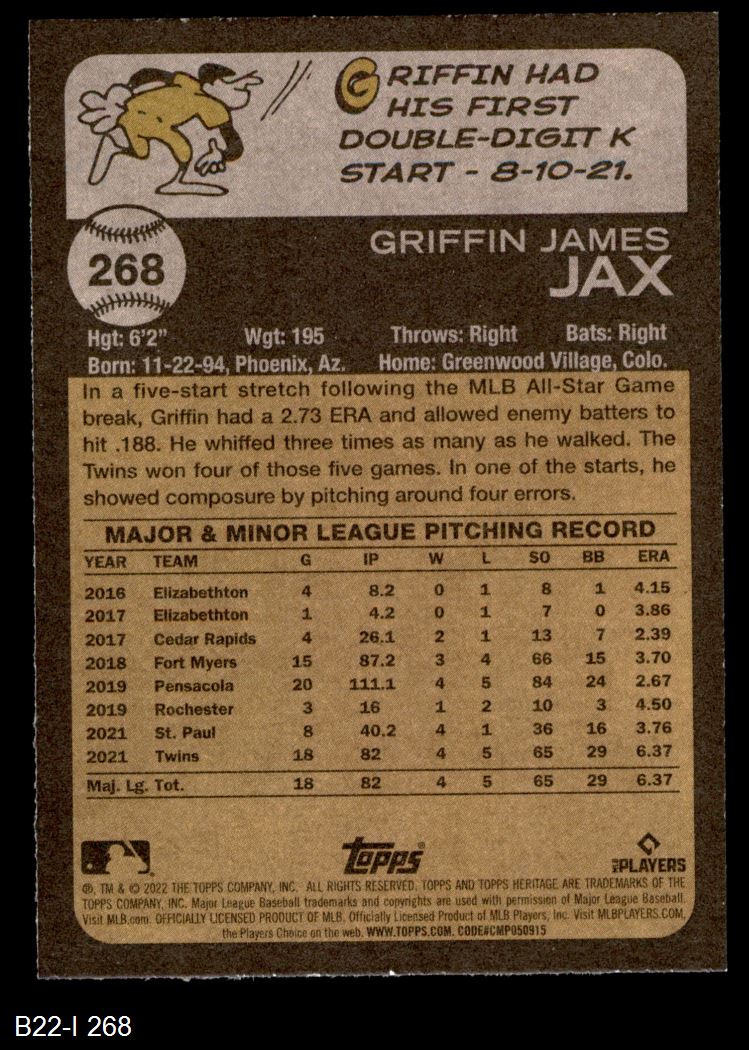 GRIFFIN HAD
HIS FIRST
DOUBLE-DIGIT K
START - 8-10-21.
268
GRIFFIN JAMES
JAX
Hgt: 6'2" Wgt: 195 Throws: Right Bats: Right
Born: 11-22-94, Phoenix, Az. Home: Greenwood Village, Colo.
In a five-start stretch following the MLB All-Star Game
break, Griffin had a 2.73 ERA and allowed enemy batters to
hit .188. He whiffed three times as many as he walked. The
Twins won four of those five games. In one of the starts, he
showed composure by pitching around four errors.
MAJOR & MINOR LEAGUE PITCHING RECORD
YEAR TEAM G IP W L SO BB ERA
2016 Elizabethton 4 8.2 0 1 8 1 4.15
2017 Elizabethton 1 4.2 0 1 7 0 3.86
2017 Cedar Rapids 4 26.1 2 1 13 7 2.39
2018 Fort Myers 15 87.2 3 4 66 15 3.70
2019 Pensacola 20 111.1 4 5 84 24 2.67
2019 Rochester 3 16 1 2 10 3 4.50
2021 St. Paul 8 40.2 4 1 36 16 3.76
2021 Twins 18 82 4 5 65 29 6.37
Maj. Lg. Tot. 18 82 4 5 65 29 6.37
Topps
MLB PLAYERS
®, TM & © 2022 THE TOPPS COMPANY, INC. ALL RIGHTS RESERVED. TOPPS AND TOPPS HERITAGE ARE TRADEMARKS OF THE
TOPPS COMPANY, INC. Major League Baseball trademarks and copyrights are used with permission of Major League Baseball.
Visit MLB.com. OFFICIALLY LICENSED PRODUCT OF MLB. Officially Licensed Product of MLB Players, Inc. Visit MLBPLAYERS.COM,
the Players Choice on the web. WWW.TOPPS.COM. CODE#CMP050915
B22-I 268